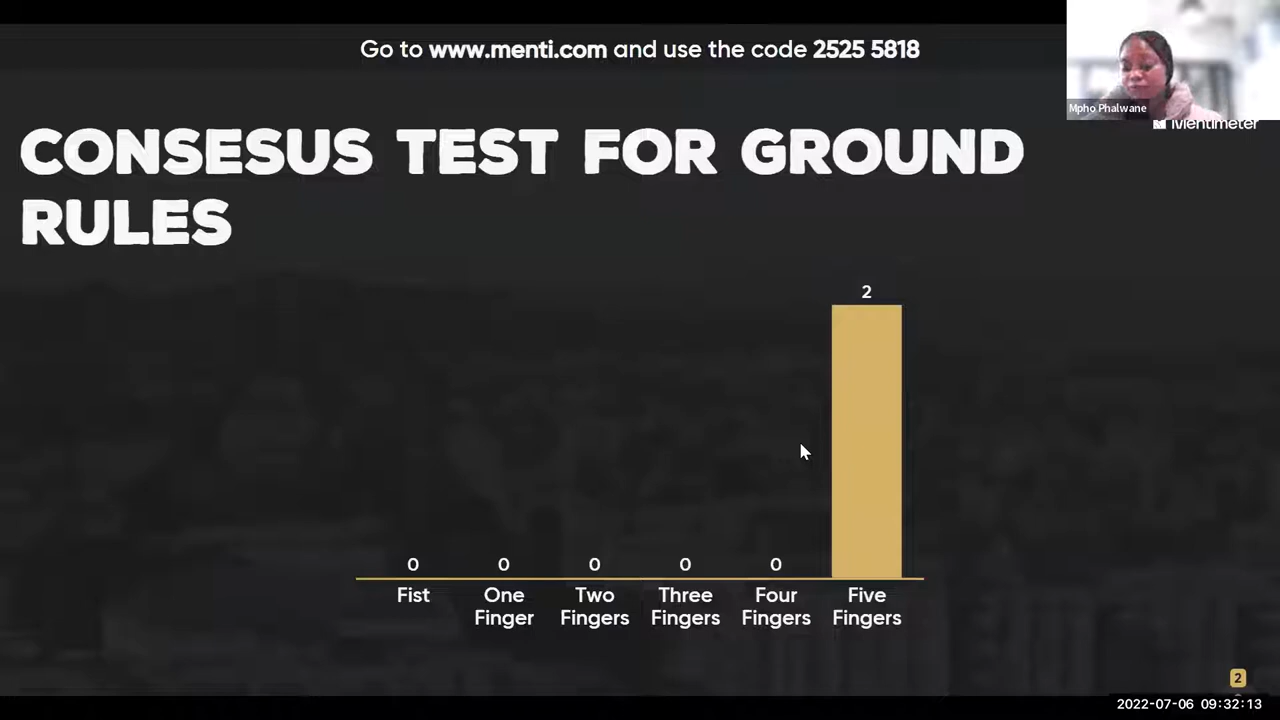 Go to www.menti.com and use the code 2525 5818
Mpho Phalwane
Mentimeter
CONSESUS TEST FOR GROUND
RULES
2
0 0 0 0 0
Fist One Two Three Four Five
Finger Fingers Fingers Fingers Fingers
2
2022-07-06 09:32:13